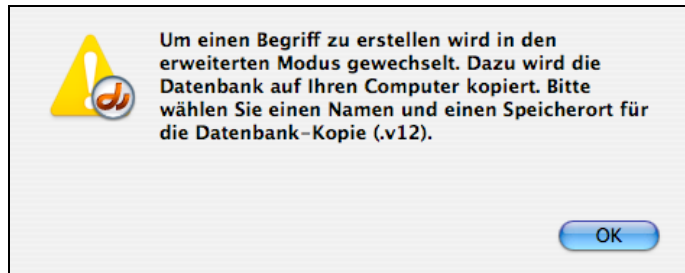 Um einen Begriff zu erstellen wird in den
erweiterten Modus gewechselt. Dazu wird die
Datenbank auf Ihren Computer kopiert. Bitte
wählen Sie einen Namen und einen Speicherort für
die Datenbank-Kopie (.v12).
OK